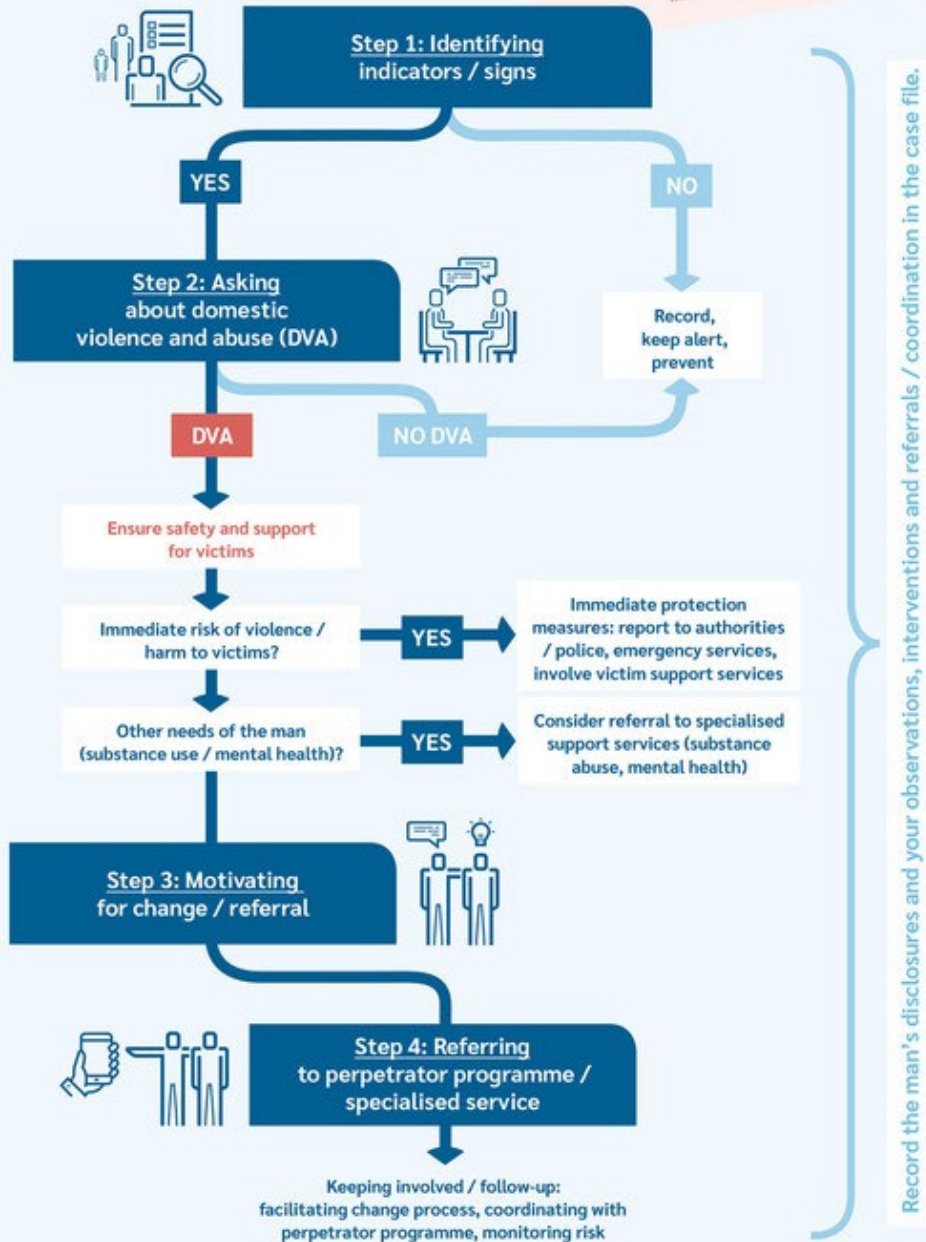 Step 1: Identifying
indicators / signs
YES
NO
Step 2: Asking
about domestic
violence and abuse (DVA)
Record,
keep alert,
prevent
DVA
NO DVA
Ensure safety and support
for victims
Immediate risk of violence /
harm to victims?
YES
Immediate protection
measures: report to authorities
/ police, emergency services,
involve victim support services
Other needs of the man
(substance use / mental health)?
YES
Consider referral to specialised
support services (substance
abuse, mental health)
Step 3: Motivating
for change / referral
Step 4: Referring
to perpetrator programme /
specialised service
Keeping involved / follow-up:
facilitating change process, coordinating with
perpetrator programme, monitoring risk
Record the man's disclosures and your observations, interventions and referrals / coordination in the case file.